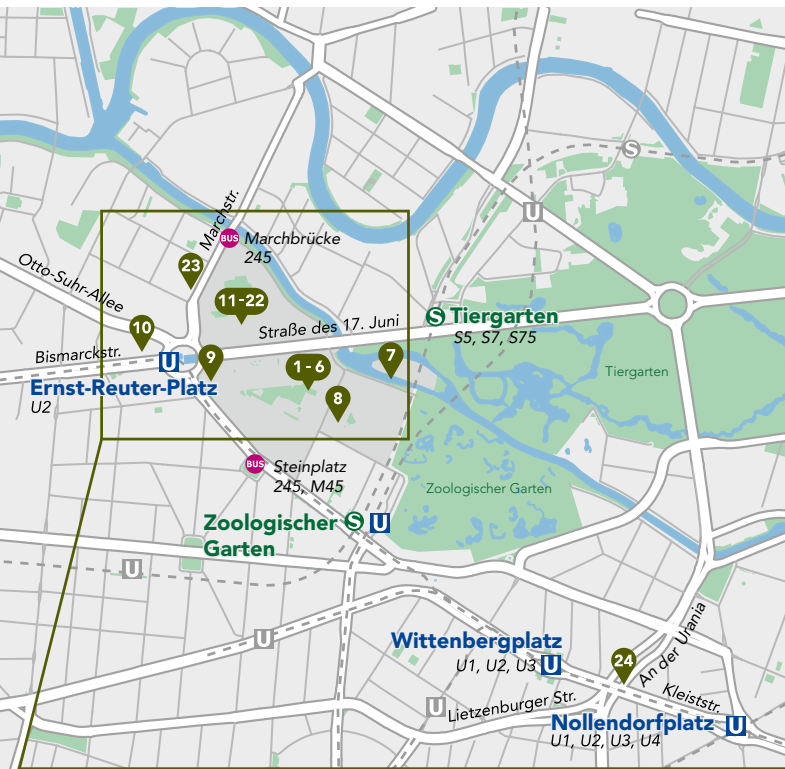 S
U
Marchstr.
BUS
Marchbrücke
245
Otto-Suhr-Allee
23
11-22
S Tiergarten
S5, S7, S75
Straße des 17. Juni
10
Bismarckstr.
U
9
1-6
7
Tiergarten
Ernst-Reuter-Platz
U2
8
BUS
Steinplatz
245, M45
Zoologischer Garten
Zoologischer S U
Garten
U
U
Wittenbergplatz
U1, U2, U3 U
24
An der Urania
Kleiststr.
U
Lietzenburger Str.
Nollendorfplatz U
U1, U2, U3, U4